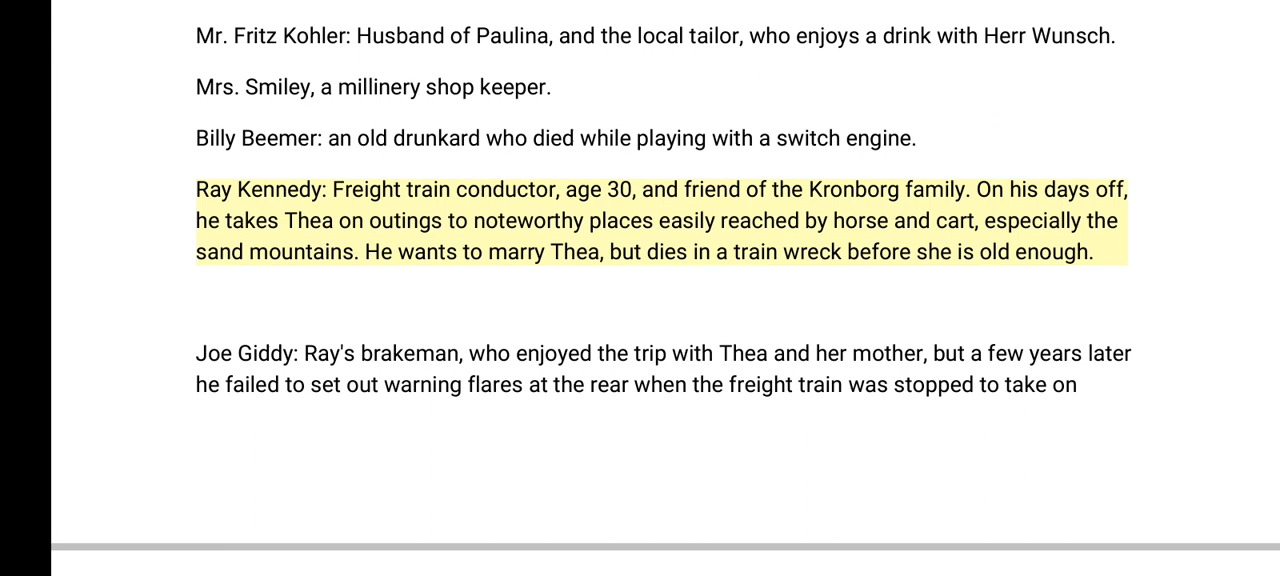 Mr. Fritz Kohler: Husband of Paulina, and the local tailor, who enjoys a drink with Herr Wunsch.
Mrs. Smiley, a millinery shop keeper.
Billy Beemer: an old drunkard who died while playing with a switch engine.
Ray Kennedy: Freight train conductor, age 30, and friend of the Kronborg family. On his days off,
he takes Thea on outings to noteworthy places easily reached by horse and cart, especially the
sand mountains. He wants to marry Thea, but dies in a train wreck before she is old enough.
Joe Giddy: Ray's brakeman, who enjoyed the trip with Thea and her mother, but a few years later
he failed to set out warning flares at the rear when the freight train was stopped to take on